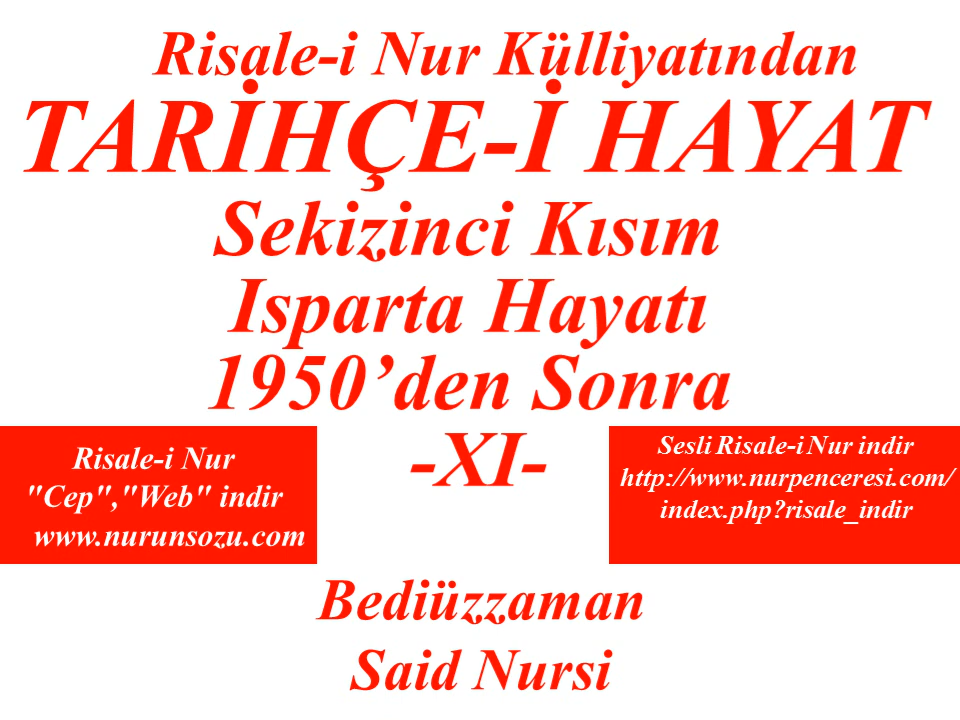 Risale-i Nur Külliyatından
TARİHÇE-İ HAYAT
Sekizinci Kısım
Isparta Hayatı
1950’den Sonra
-XI-
Risale-i Nur
"Cep","Web" indir
www.nurunsozu.com
Sesli Risale-i Nur indir
http://www.nurpenceresi.com/
index.php?risale_indir
Bediüzzaman
Said Nursi